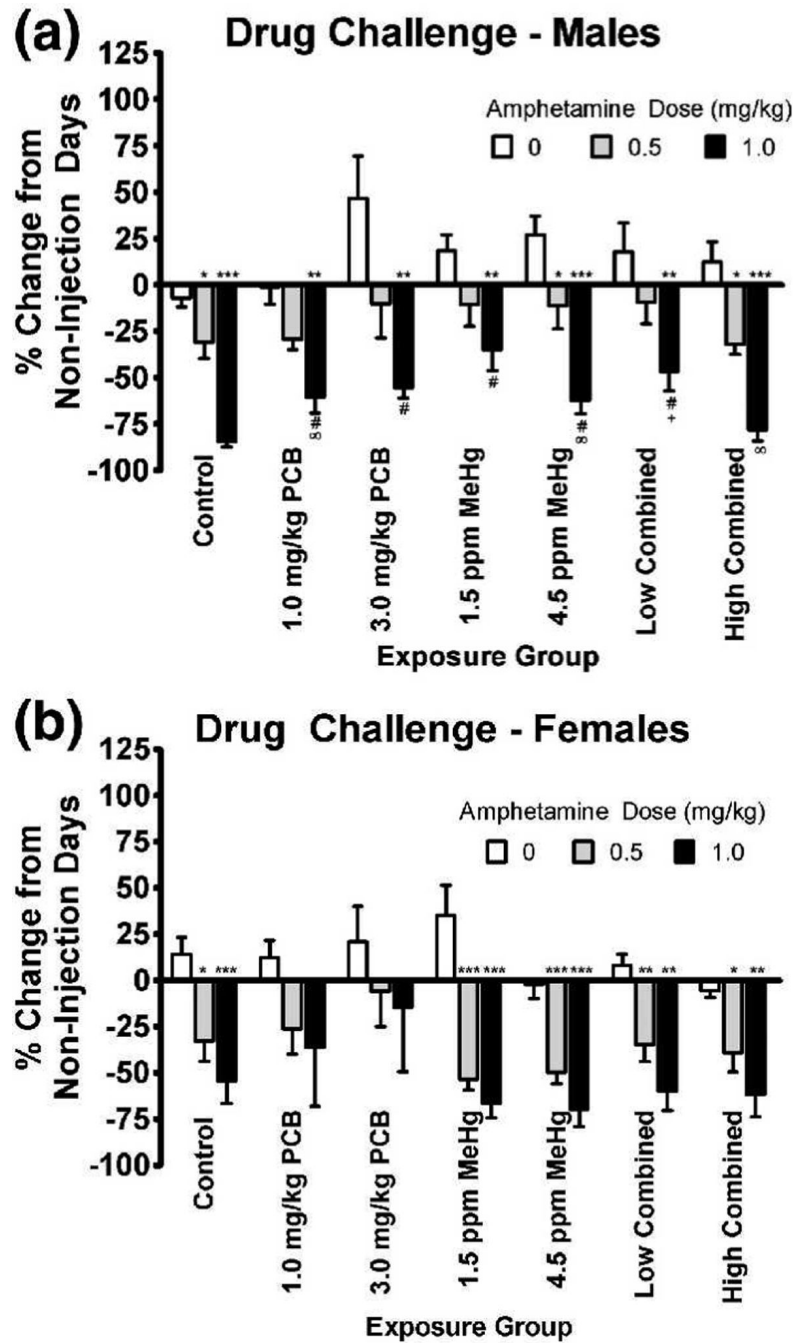 (a) Drug Challenge - Males
% Change from
Non-Injection Days
125
100
75
50
25
0
-25
-50
-75
-100
Amphetamine Dose (mg/kg)
0 0.5 1.0
* *** ** ** ** * *** ** * ***
∞# # # ∞# +# ∞
Control
1.0 mg/kg PCB
3.0 mg/kg PCB
1.5 ppm MeHg
4.5 ppm MeHg
Low Combined
High Combined
Exposure Group
(b) Drug Challenge - Females
% Change from
Non-Injection Days
125
100
75
50
25
0
-25
-50
-75
-100
Amphetamine Dose (mg/kg)
0 0.5 1.0
* *** *** *** *** *** ** ** * **
Control
1.0 mg/kg PCB
3.0 mg/kg PCB
1.5 ppm MeHg
4.5 ppm MeHg
Low Combined
High Combined
Exposure Group